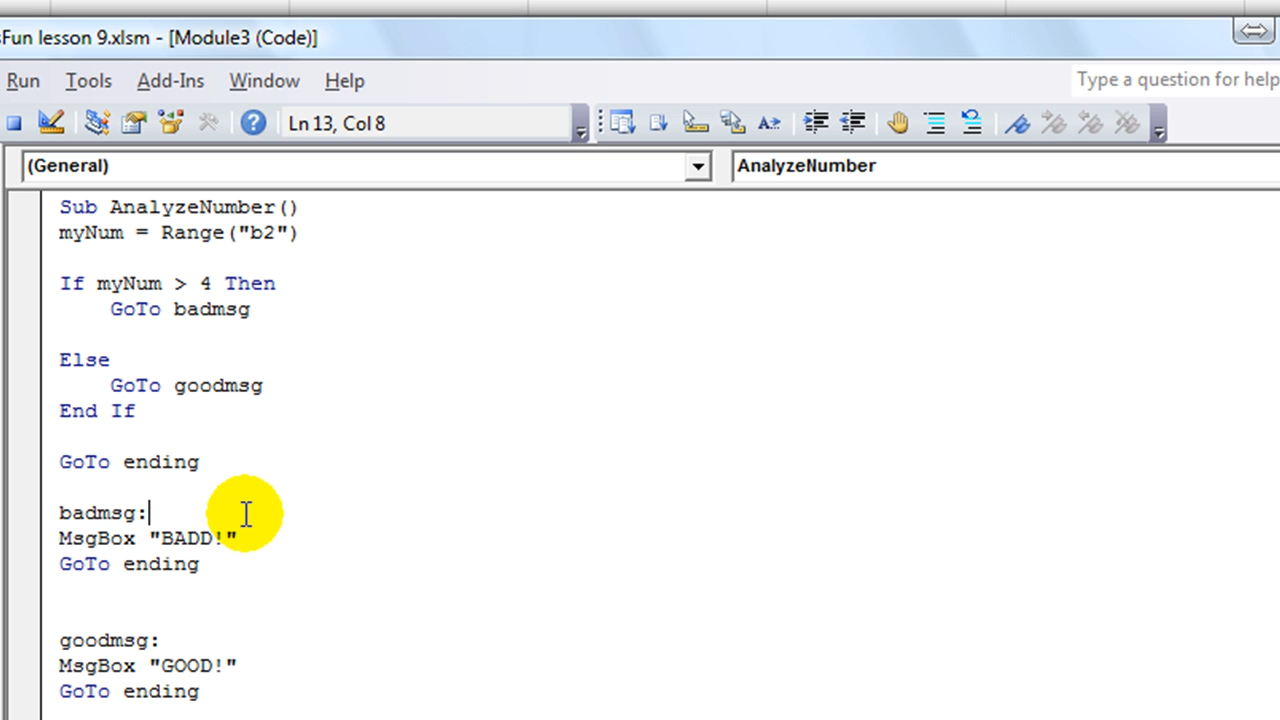 sFun lesson 9.xlsm - [Module3 (Code)]
Run Tools Add-Ins Window Help Type a question for help
Ln 13, Col 8
(General) AnalyzeNumber
Sub AnalyzeNumber()
myNum = Range("b2")
If myNum > 4 Then
GoTo badmsg
Else
GoTo goodmsg
End If
GoTo ending
badmsg:
MsgBox "BADD!"
GoTo ending
goodmsg:
MsgBox "GOOD!"
GoTo ending